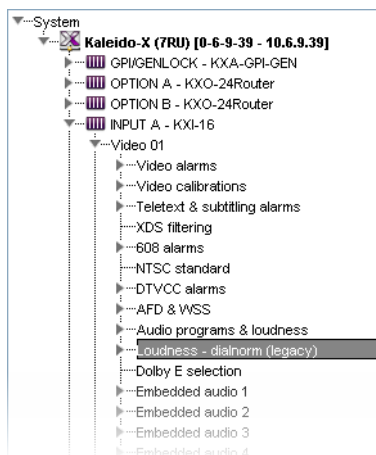 System
Kaleido-X (7RU) [0-6-9-39 - 10.6.9.39]
GPI/GENLOCK - KXA-GPI-GEN
OPTION A - KXO-24Router
OPTION B - KXO-24Router
INPUT A - KXI-16
Video 01
Video alarms
Video calibrations
Teletext & subtitling alarms
XDS filtering
608 alarms
NTSC standard
DTVCC alarms
AFD & WSS
Audio programs & loudness
Loudness - dialnorm (legacy)
Dolby E selection
Embedded audio 1
Embedded audio 2
Embedded audio 3
Embedded audio 4